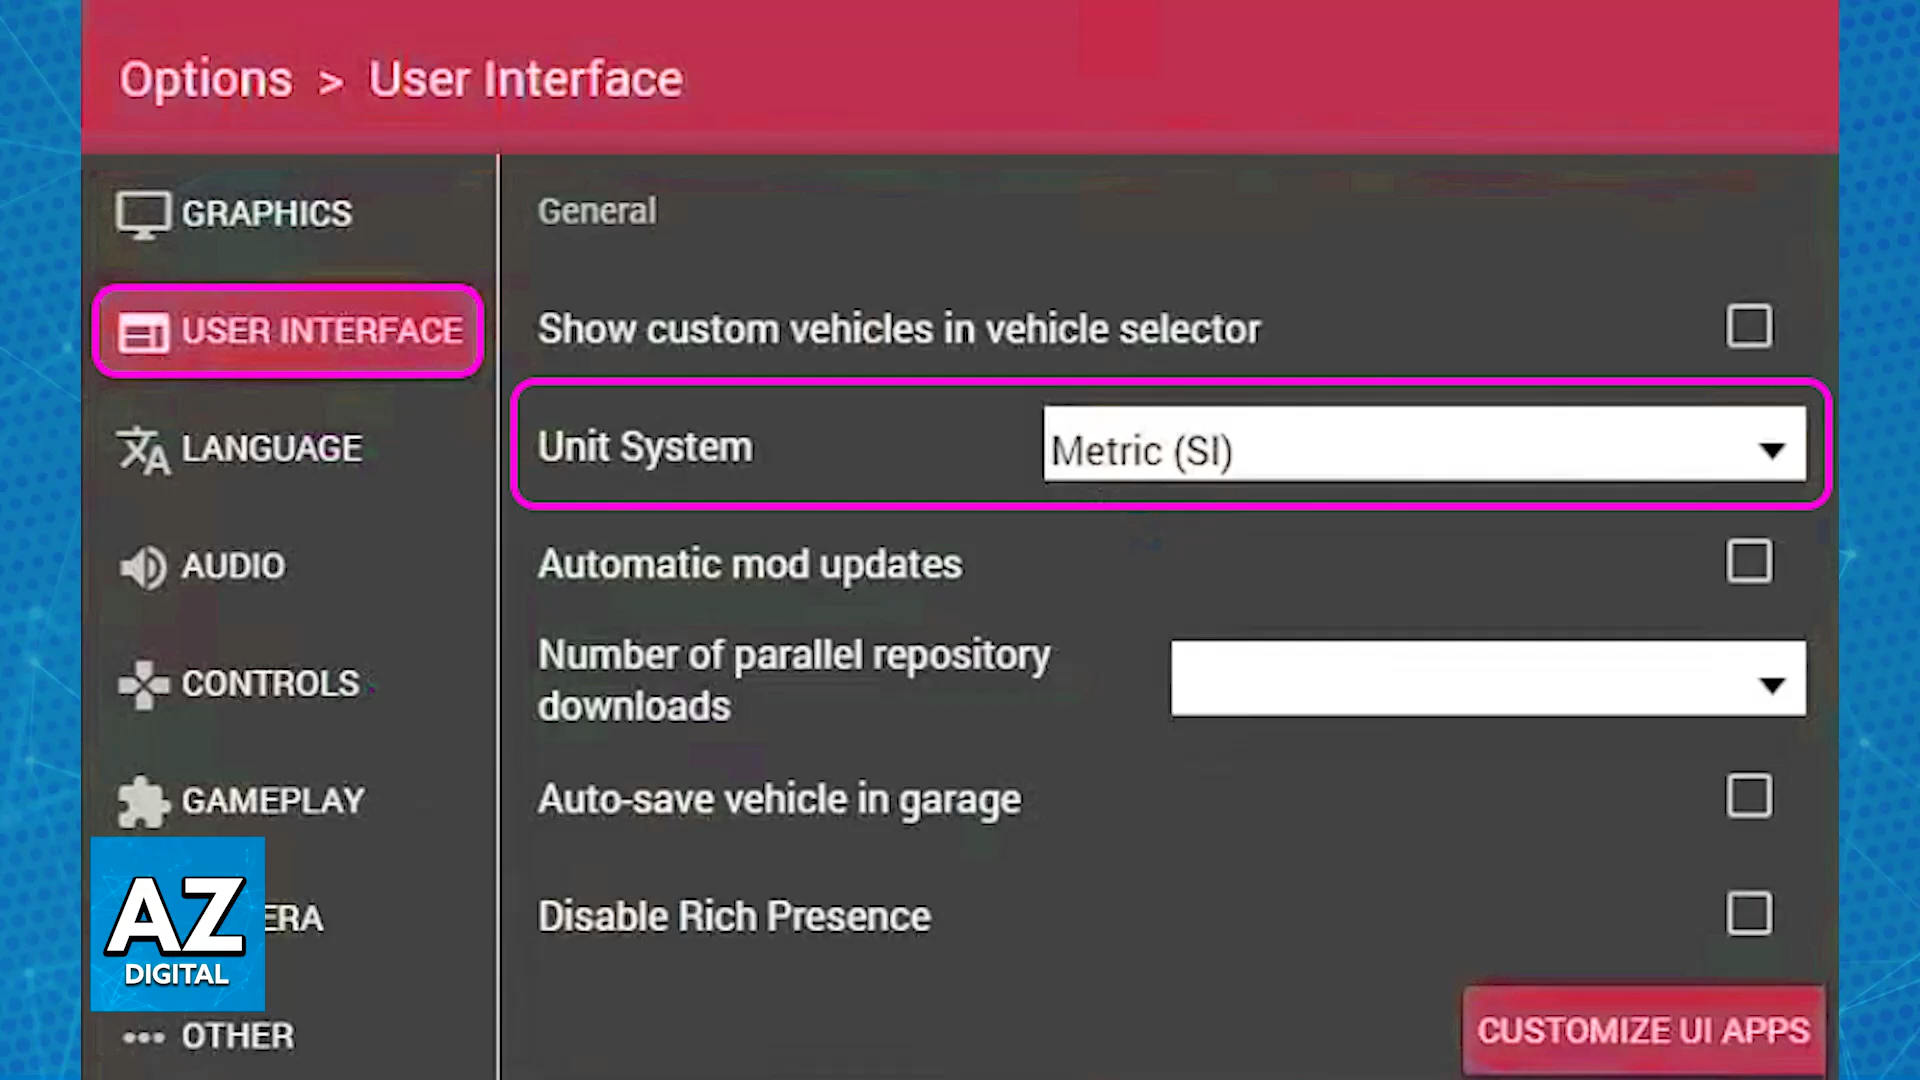 Options > User Interface
GRAPHICS
USER INTERFACE
LANGUAGE
AUDIO
CONTROLS
GAMEPLAY
ERA
OTHER
General
Show custom vehicles in vehicle selector
Unit System
Metric (SI)
Automatic mod updates
Number of parallel repository
downloads
Auto-save vehicle in garage
Disable Rich Presence
CUSTOMIZE UI APPS
AZ
DIGITAL